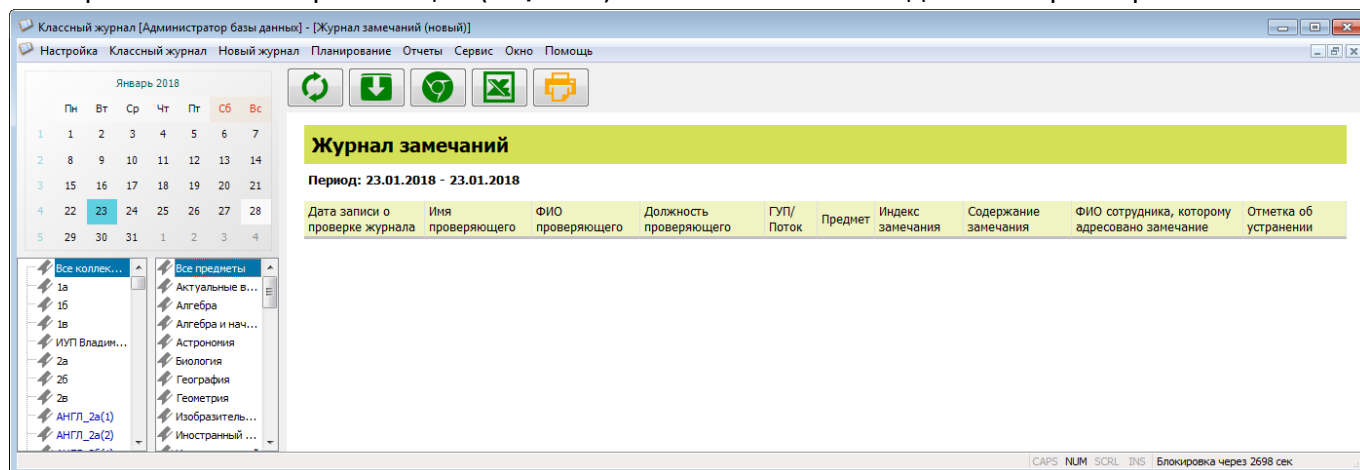 Классный журнал [Администратор базы данных] - [Журнал замечаний (новый)]
Настройка Классный журнал Новый журнал Планирование Отчеты Сервис Окно Помощь
Январь 2018
Пн Вт Ср Чт Пт Сб Вс
1 1 2 3 4 5 6 7
2 8 9 10 11 12 13 14
3 15 16 17 18 19 20 21
4 22 23 24 25 26 27 28
5 29 30 31 1 2 3 4
Все коллек...
1а
1б
1в
ИУП Владим...
2а
2б
2в
АНГЛ_2а(1)
АНГЛ_2а(2)
Все предметы
Актуальные в...
Алгебра
Алгебра и нач...
Астрономия
Биология
География
Геометрия
Изобразитель...
Иностранный ...
Журнал замечаний
Период: 23.01.2018 - 23.01.2018
Дата записи о проверке журнала
Имя проверяющего
ФИО проверяющего
Должность проверяющего
ГУП/ Поток
Предмет
Индекс замечания
Содержание замечания
ФИО сотрудника, которому адресовано замечание
Отметка об устранении
CAPS NUM SCRL INS Блокировка через 2698 сек